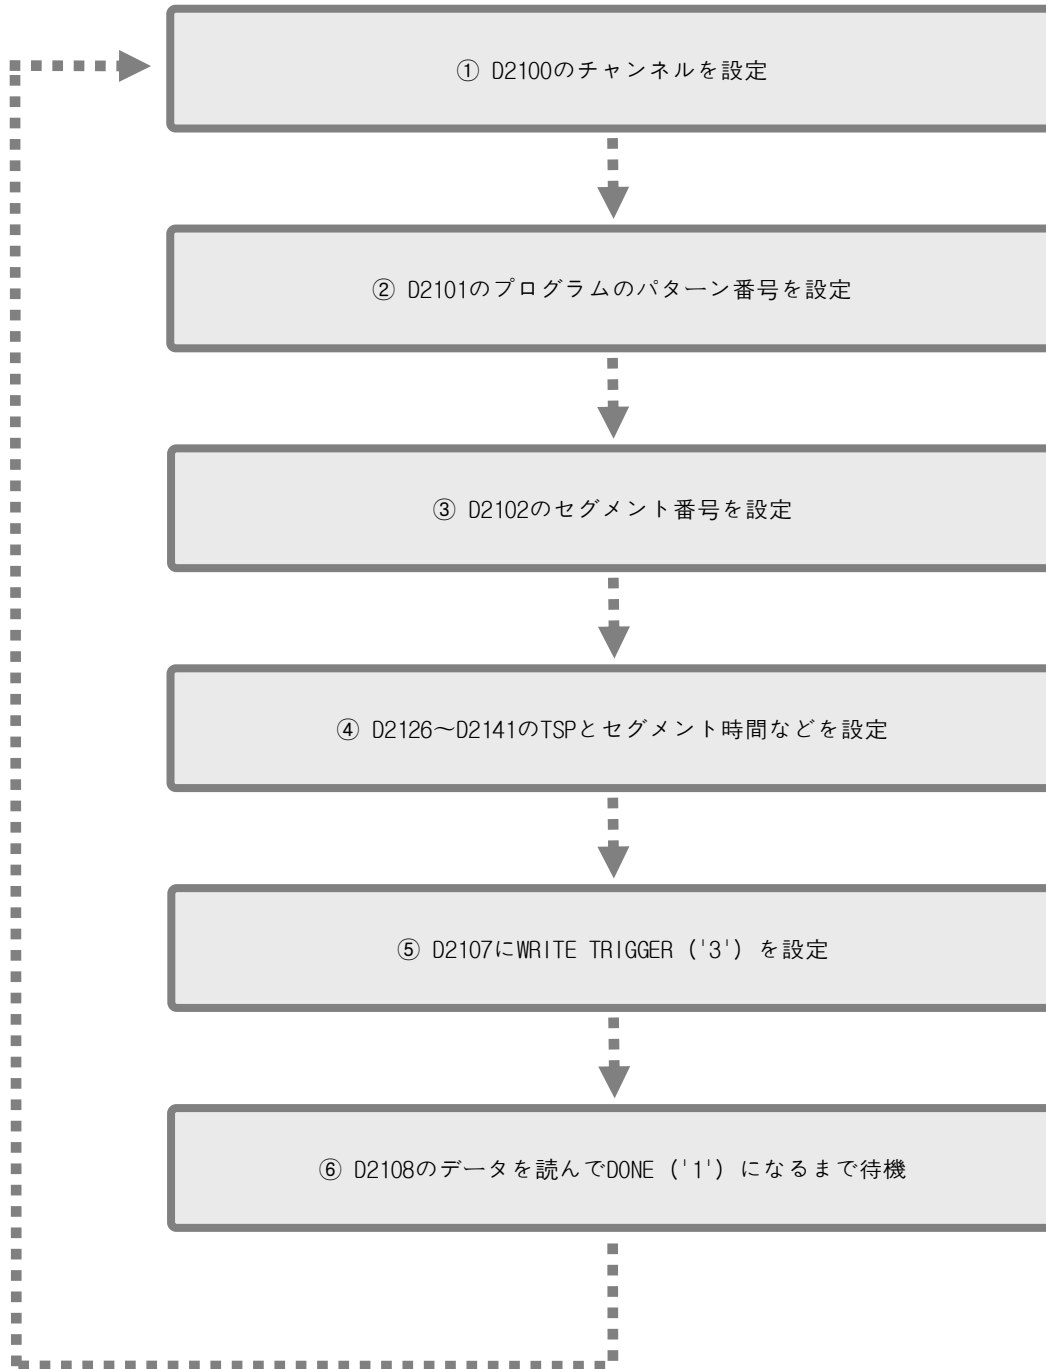 ① D2100のチャンネルを設定
② D2101のプログラムのパターン番号を設定
③ D2102のセグメント番号を設定
④ D2126～D2141のTSPとセグメント時間などを設定
⑤ D2107にWRITE TRIGGER ('3') を設定
⑥ D2108のデータを読んでDONE ('1') になるまで待機